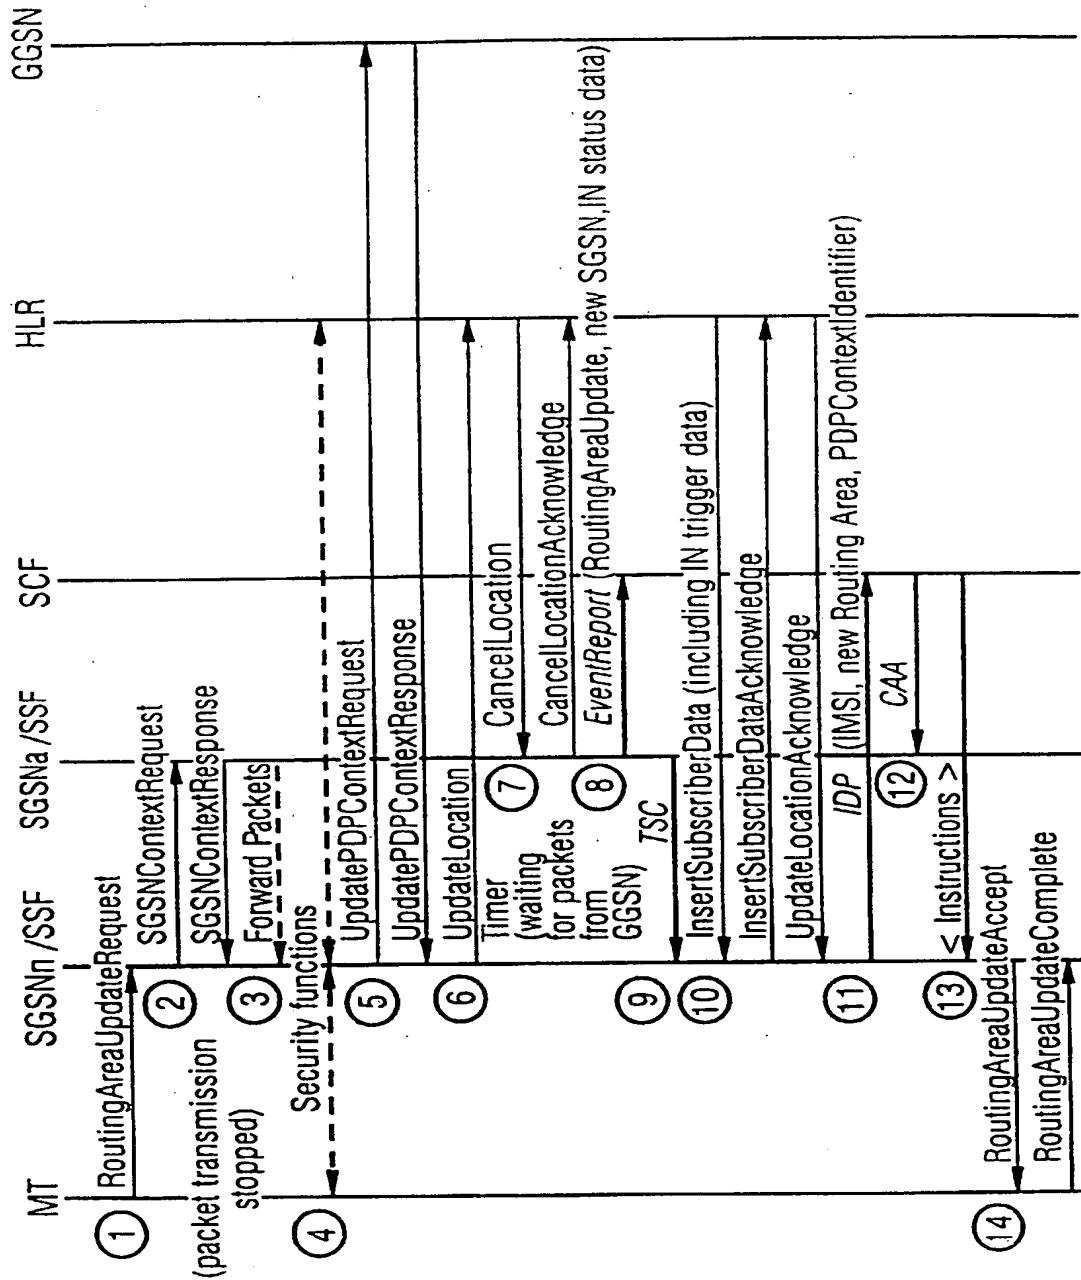 MT
SGSNn /SSF
SGSNa /SSF
SCF
HLR
GGSN
1
RoutingAreaUpdateRequest
2
SGSNContextRequest
(packet transmission
stopped)
SGSNContextResponse
3
Forward Packets
4
Security functions
5
UpdatePDPContextRequest
UpdatePDPContextResponse
6
UpdateLocation
7
CancelLocation
Timer
(waiting
for packets
from
GGSN)
CancelLocationAcknowledge
8
EventReport (RoutingAreaUpdate, new SGSN,IN status data)
9
TSC
10
InsertSubscriberData (including IN trigger data)
InsertSubscriberDataAcknowledge
UpdateLocationAcknowledge
11
IDP (IMSI, new Routing Area, PDPContextIdentifier)
12
CAA
13
< Instructions >
14
RoutingAreaUpdateAccept
RoutingAreaUpdateComplete